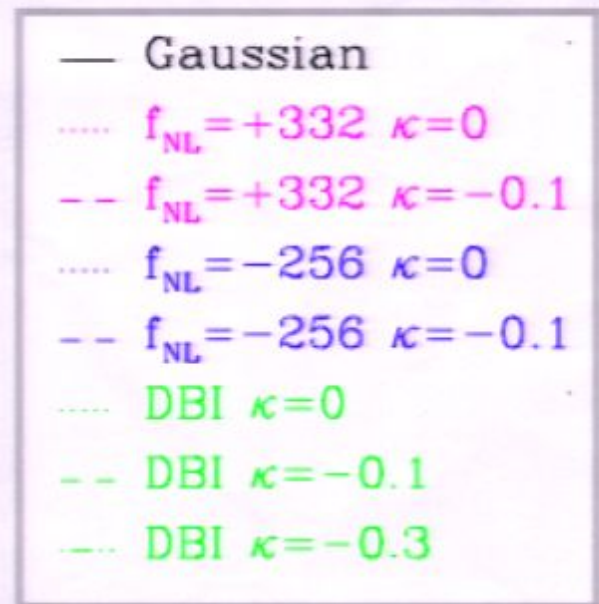 Gaussian
f_NL=+332 κ=0
f_NL=+332 κ=−0.1
f_NL=−256 κ=0
f_NL=−256 κ=−0.1
DBI κ=0
DBI κ=−0.1
DBI κ=−0.3